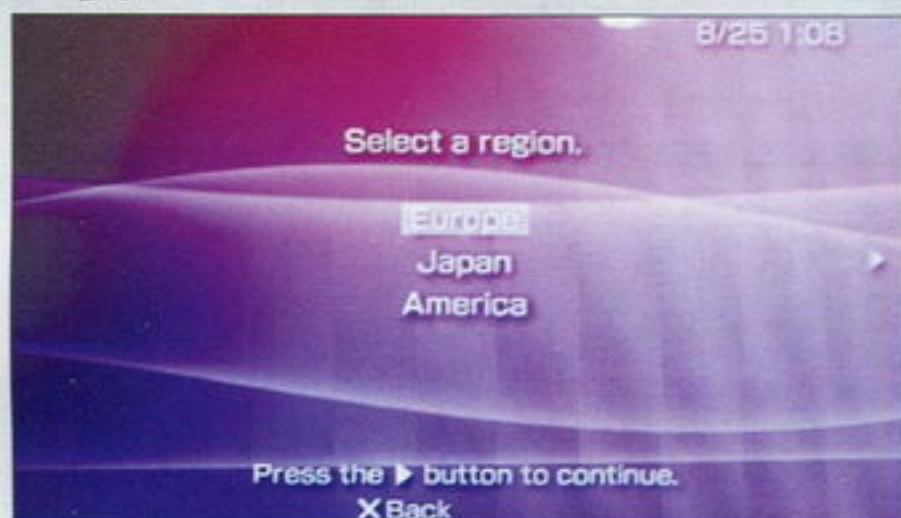 8/25 1:08
Select a region.
Europe
Japan
America
Press the ▶ button to continue.
X Back